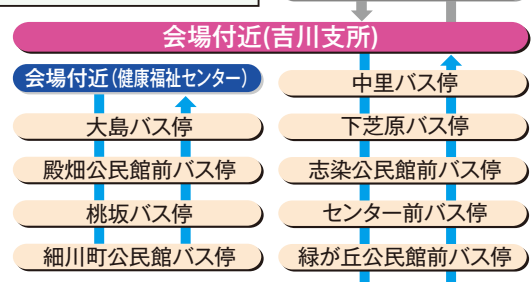 会場付近(吉川支所)
会場付近(健康福祉センター)
大島バス停
殿畑公民館前バス停
桃坂バス停
細川町公民館バス停
中里バス停
下芝原バス停
志染公民館前バス停
センター前バス停
緑が丘公民館前バス停